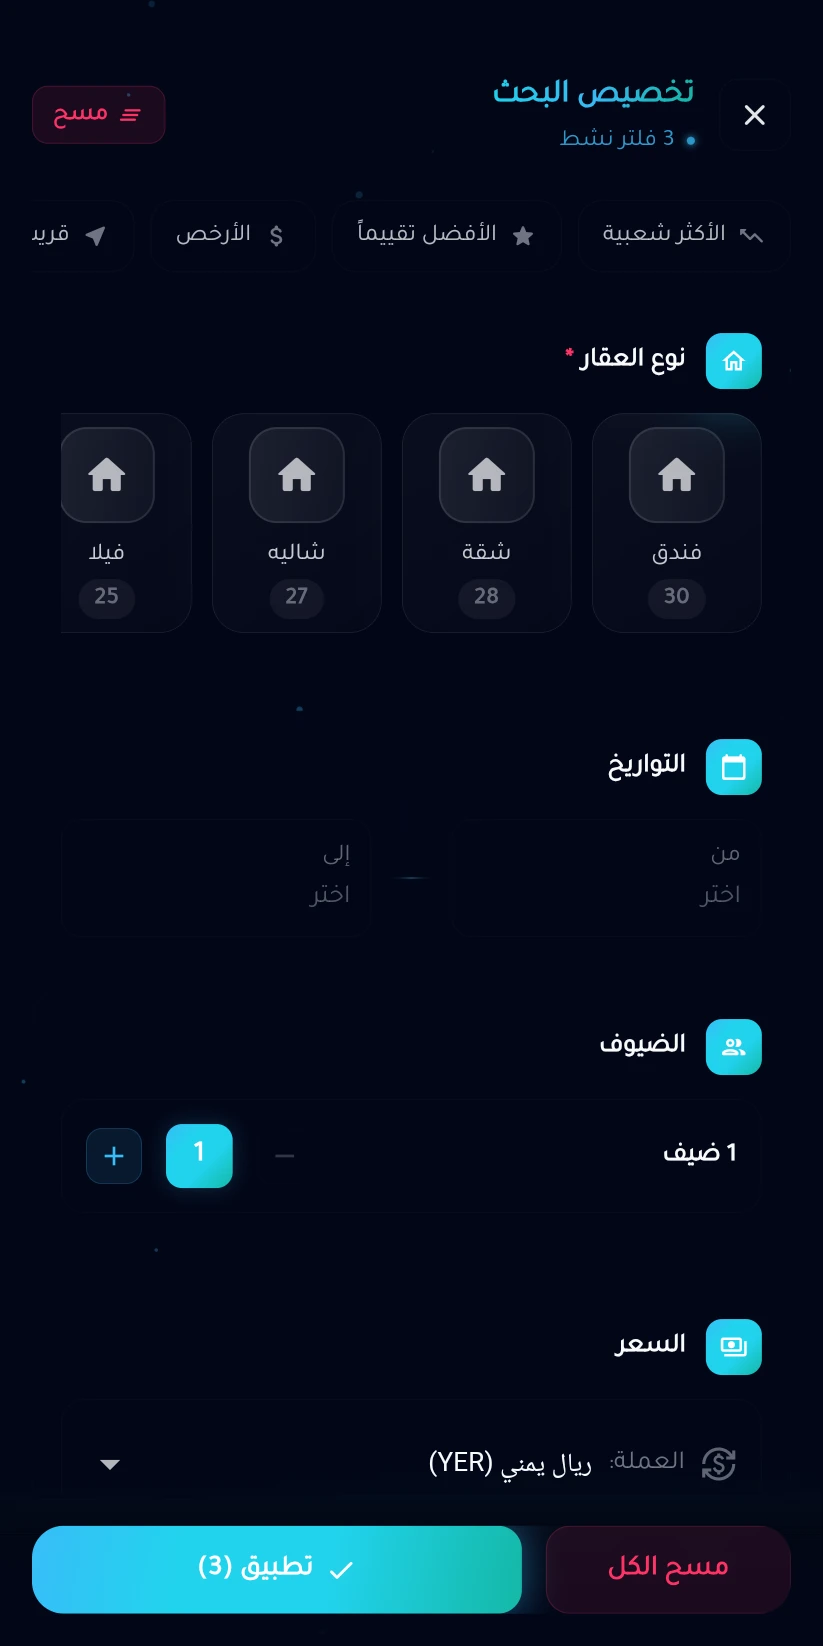 تخصيص البحث
3 فلتر نشط
مسح
الأكثر شعبية
الأفضل تقييماً
الأرخص
نوع العقار *
فندق
30
شقة
28
شاليه
27
فيلا
25
التواريخ
من
اختر
إلى
اختر
الضيوف
1 ضيف
1
السعر
العملة: ريال يمني (YER)
مسح الكل
تطبيق (3)